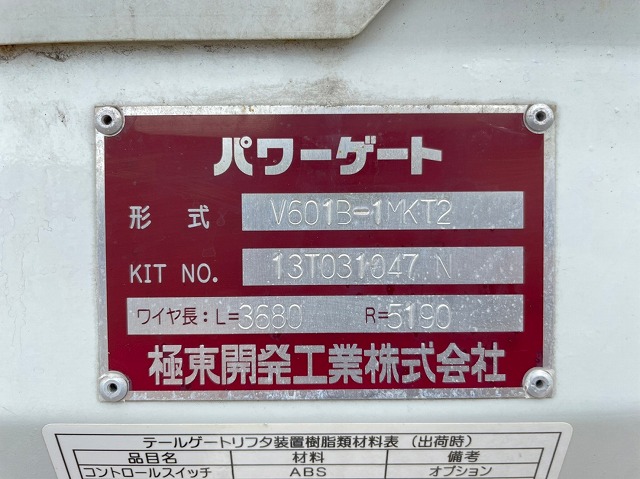 パワーゲート
形式 V601B-1MKT2
KIT NO. 13T031047 N
ワイヤ長：L=3680 R=5190
極東開発工業株式会社
テールゲートリフタ装置樹脂類材料表（出荷時）
品目名 材料 備考
コントロールスイッチ ABS オプション